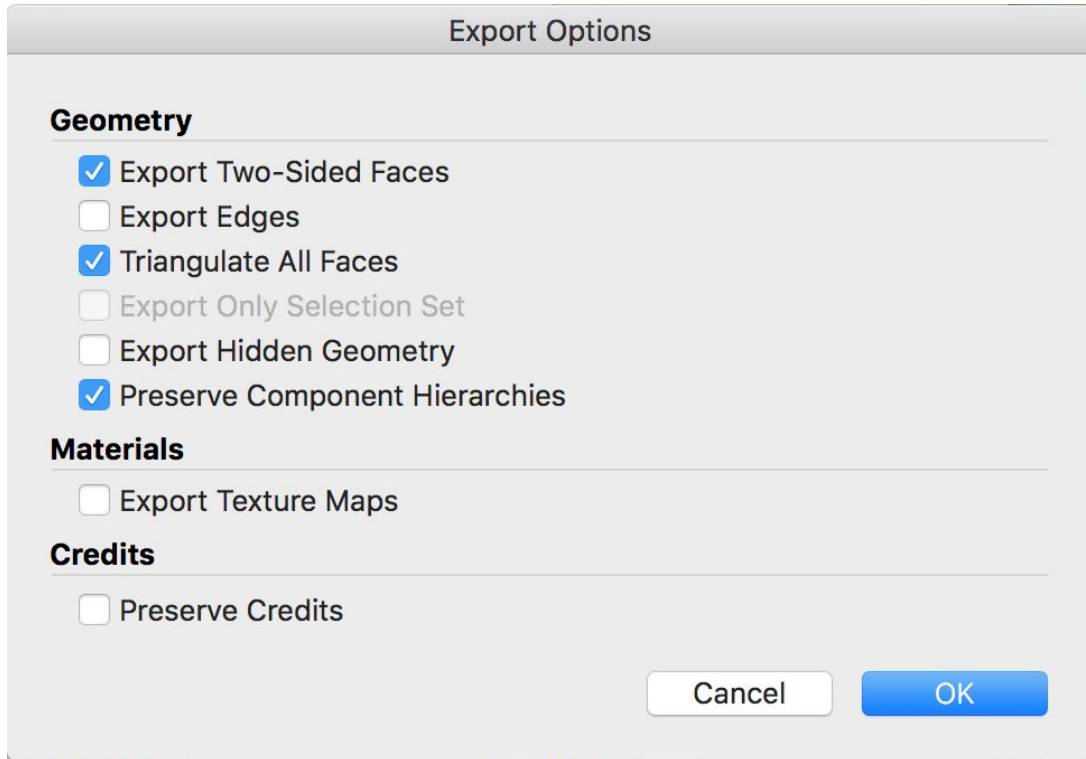 Export Options
Geometry
Export Two-Sided Faces
Export Edges
Triangulate All Faces
Export Only Selection Set
Export Hidden Geometry
Preserve Component Hierarchies
Materials
Export Texture Maps
Credits
Preserve Credits
Cancel OK